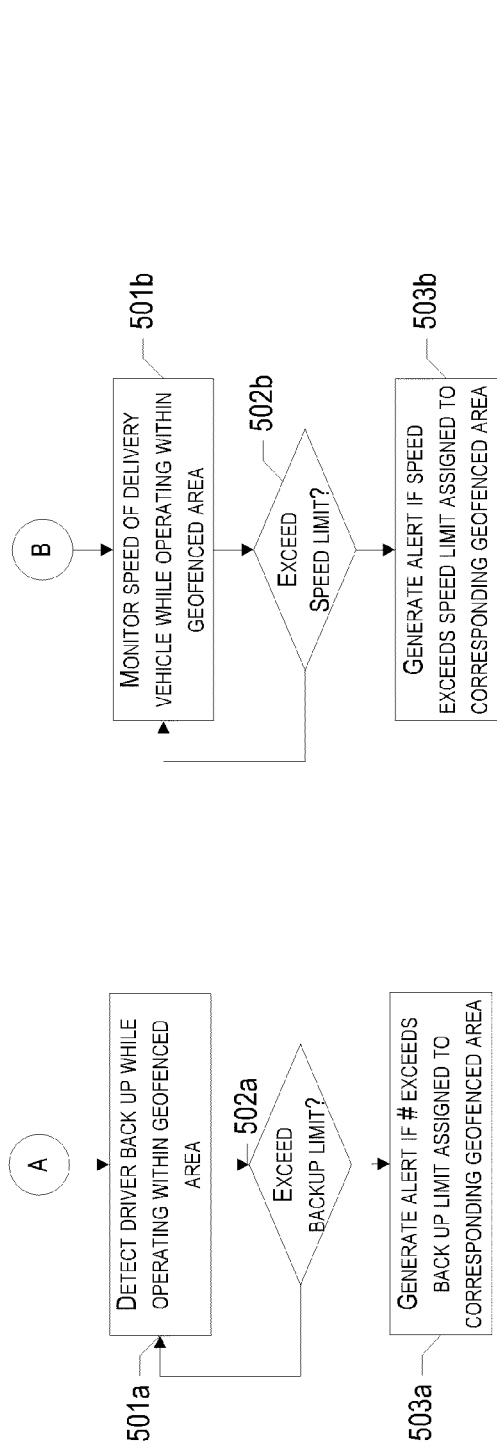 A
501a
DETECT DRIVER BACK UP WHILE
OPERATING WITHIN GEOFENCED
AREA
502a
EXCEED
BACKUP LIMIT?
503a
GENERATE ALERT IF # EXCEEDS
BACK UP LIMIT ASSIGNED TO
CORRESPONDING GEOFENCED AREA
B
501b
MONITOR SPEED OF DELIVERY
VEHICLE WHILE OPERATING WITHIN
GEOFENCED AREA
502b
EXCEED
SPEED LIMIT?
503b
GENERATE ALERT IF SPEED
EXCEEDS SPEED LIMIT ASSIGNED TO
CORRESPONDING GEOFENCED AREA